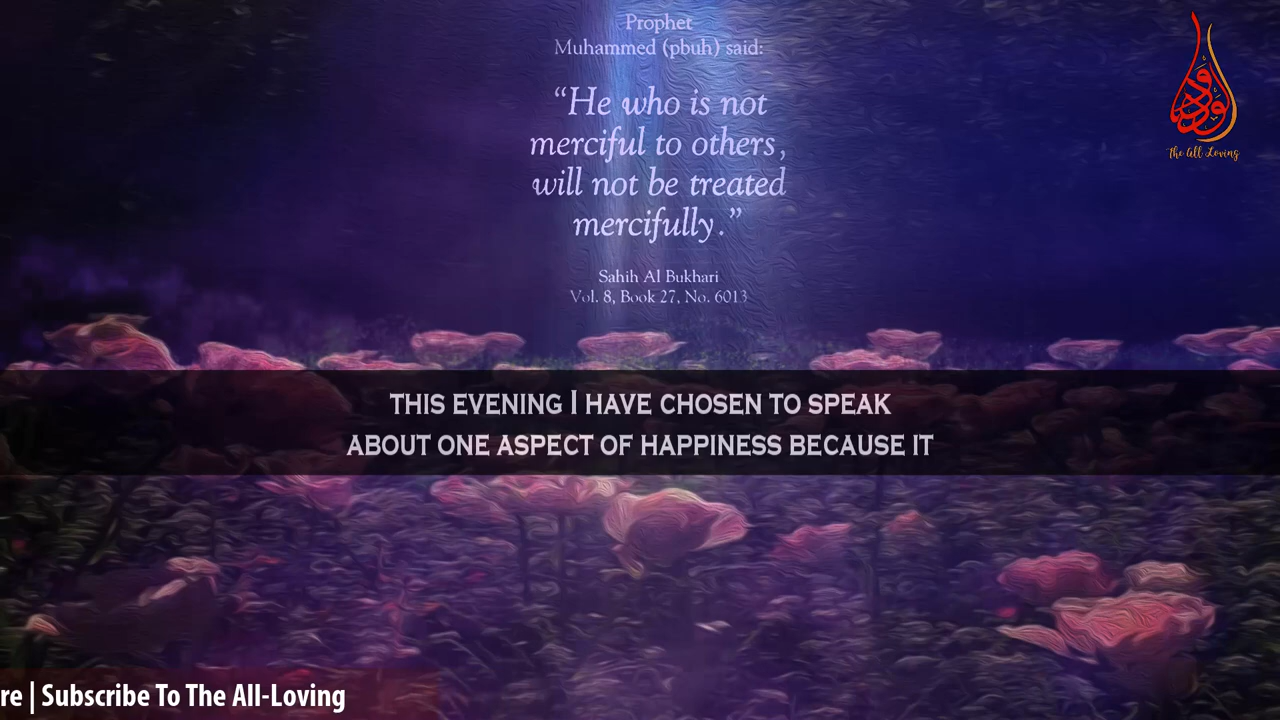 Prophet
Muhammed (pbuh) said:
“He who is not
merciful to others,
will not be treated
mercifully.”
Sahih Al Bukhari
Vol. 8, Book 27, No. 6013
الودود
The All Loving
THIS EVENING I HAVE CHOSEN TO SPEAK
ABOUT ONE ASPECT OF HAPPINESS BECAUSE IT
re | Subscribe To The All-Loving